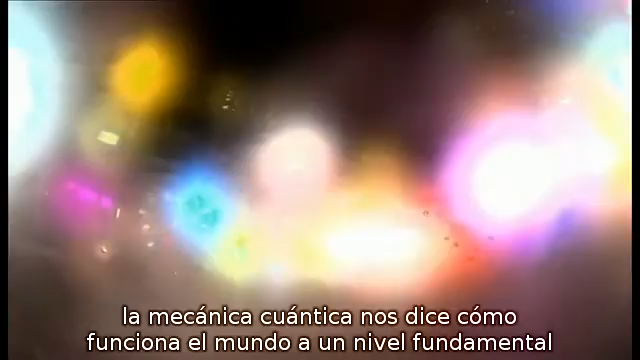 la mecánica cuántica nos dice cómo
funciona el mundo a un nivel fundamental